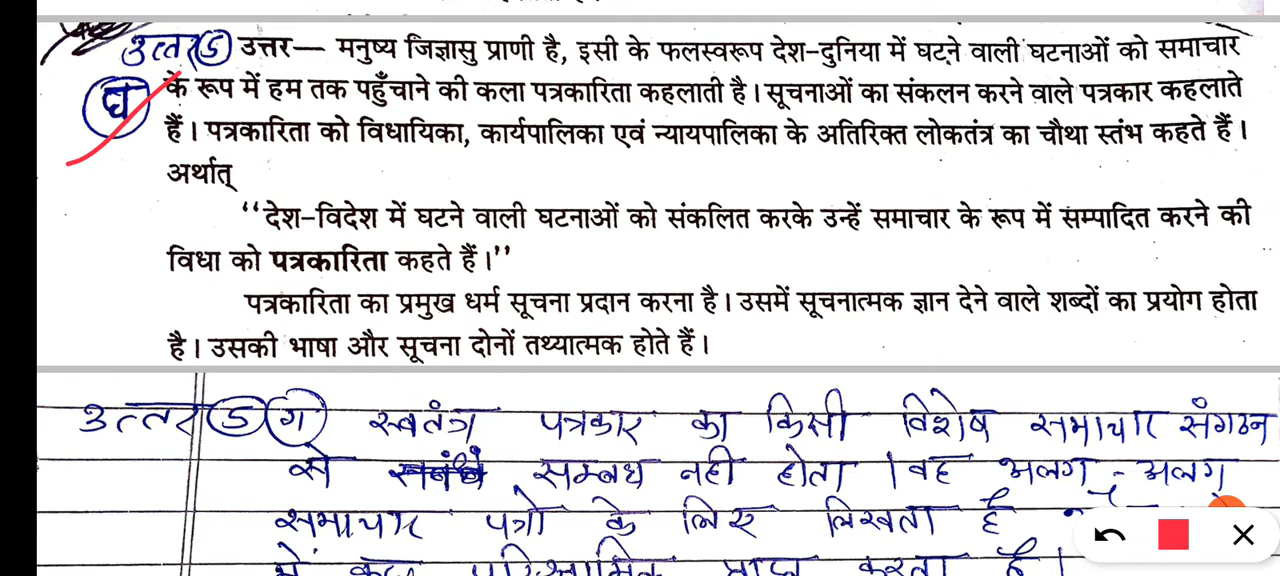 उत्तर 5 उत्तर— मनुष्य जिज्ञासु प्राणी है, इसी के फलस्वरूप देश-दुनिया में घटने वाली घटनाओं को समाचार
घ के रूप में हम तक पहुँचाने की कला पत्रकारिता कहलाती है। सूचनाओं का संकलन करने वाले पत्रकार कहलाते
हैं। पत्रकारिता को विधायिका, कार्यपालिका एवं न्यायपालिका के अतिरिक्त लोकतंत्र का चौथा स्तंभ कहते हैं।
अर्थात्
‘‘देश-विदेश में घटने वाली घटनाओं को संकलित करके उन्हें समाचार के रूप में सम्पादित करने की
विधा को पत्रकारिता कहते हैं।’’
पत्रकारिता का प्रमुख धर्म सूचना प्रदान करना है। उसमें सूचनात्मक ज्ञान देने वाले शब्दों का प्रयोग होता
है। उसकी भाषा और सूचना दोनों तथ्यात्मक होते हैं।
उत्तर 5 ग स्वतंत्र पत्रकार का किसी विशेष समाचार संगठन
से सम्बध नही होता। वह अलग-अलग
समाचार पत्रो के लिए लिखता है
में करता है।